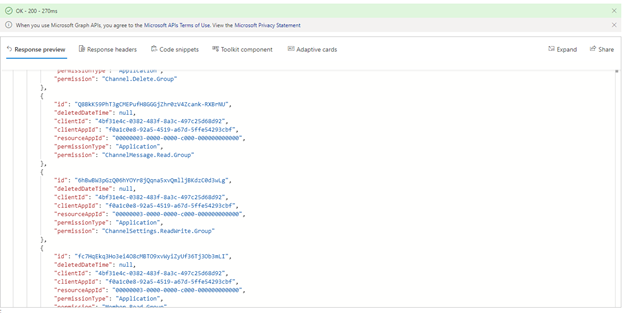 OK - 200 - 270ms
When you use Microsoft Graph APIs, you agree to the Microsoft APIs Terms of Use. View the Microsoft Privacy Statement
Response preview Response headers Code snippets Toolkit component Adaptive cards Expand Share
"permissionType": "Application",
"permission": "Channel.Delete.Group"
},
{
"id":
"deletedDateTime": null,
"clientId": "4bf31e4c-0382-483f-8a3c-497c25d68d92",
"clientAppId": "f0a1c0e8-92a5-4519-a67d-5ffe54293cbf",
"resourceAppId": "00000003-0000-0000-c000-000000000000",
"permissionType": "Application",
"permission": "ChannelMessage.Read.Group"
},
{
"id":
"deletedDateTime": null,
"clientId": "4bf31e4c-0382-483f-8a3c-497c25d68d92",
"clientAppId": "f0a1c0e8-92a5-4519-a67d-5ffe54293cbf",
"resourceAppId": "00000003-0000-0000-c000-000000000000",
"permissionType": "Application",
"permission": "ChannelSettings.ReadWrite.Group"
},
{
"id":
"deletedDateTime": null,
"clientId": "4bf31e4c-0382-483f-8a3c-497c25d68d92",
"clientAppId": "f0a1c0e8-92a5-4519-a67d-5ffe54293cbf",
"resourceAppId": "00000003-0000-0000-c000-000000000000",
"permissionType": "Application",
"permission": "Member.Read.Group"